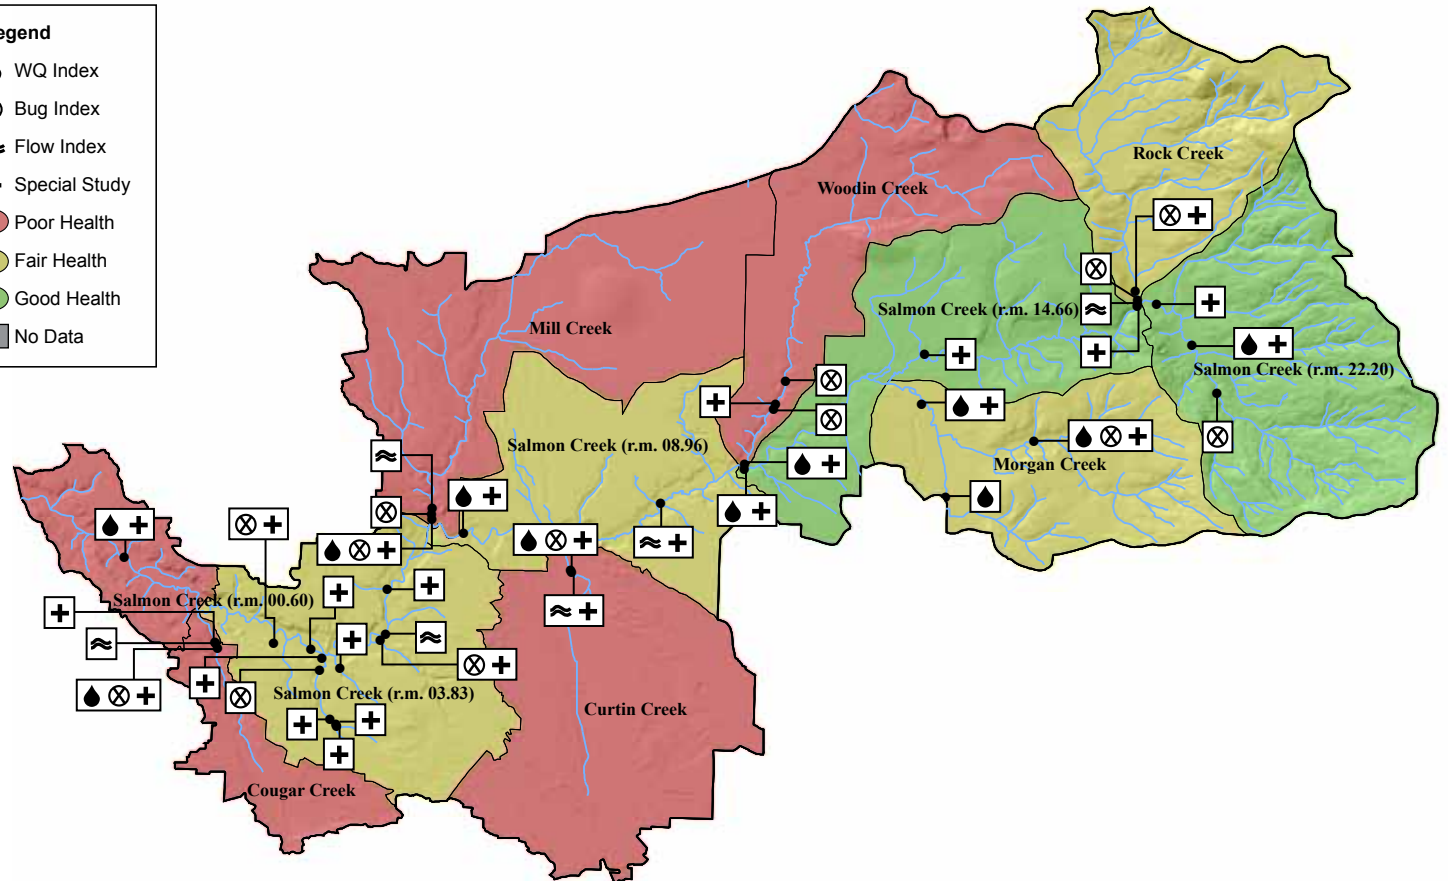 egend
WQ Index
Bug Index
Flow Index
Special Study
Poor Health
Fair Health
Good Health
No Data
Rock Creek
Woodin Creek
Salmon Creek (r.m. 14.66)
Mill Creek
Salmon Creek (r.m. 22.20)
Salmon Creek (r.m. 08.96)
Morgan Creek
Salmon Creek (r.m. 00.60)
Salmon Creek (r.m. 03.83)
Curtin Creek
Cougar Creek